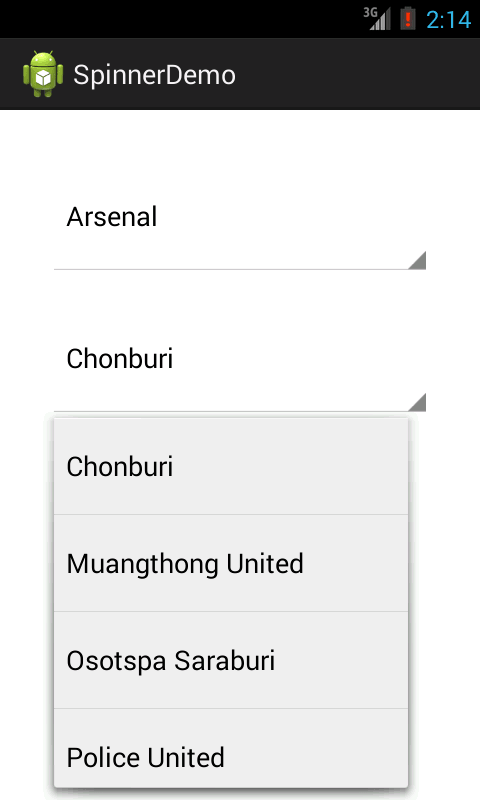 3G
2:14
SpinnerDemo
Arsenal
Chonburi
Chonburi
Muangthong United
Osotspa Saraburi
Police United